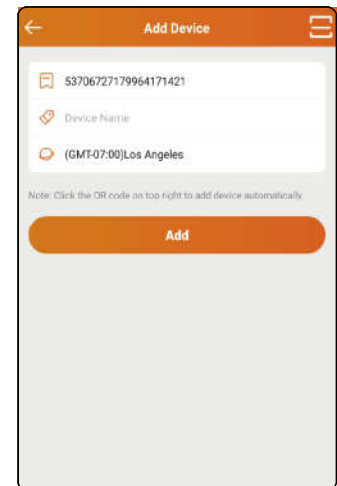 Add Device
53706727179964171421
Device Name
(GMT-07:00)Los Angeles
Note: Click the QR code on top right to add device automatically
Add